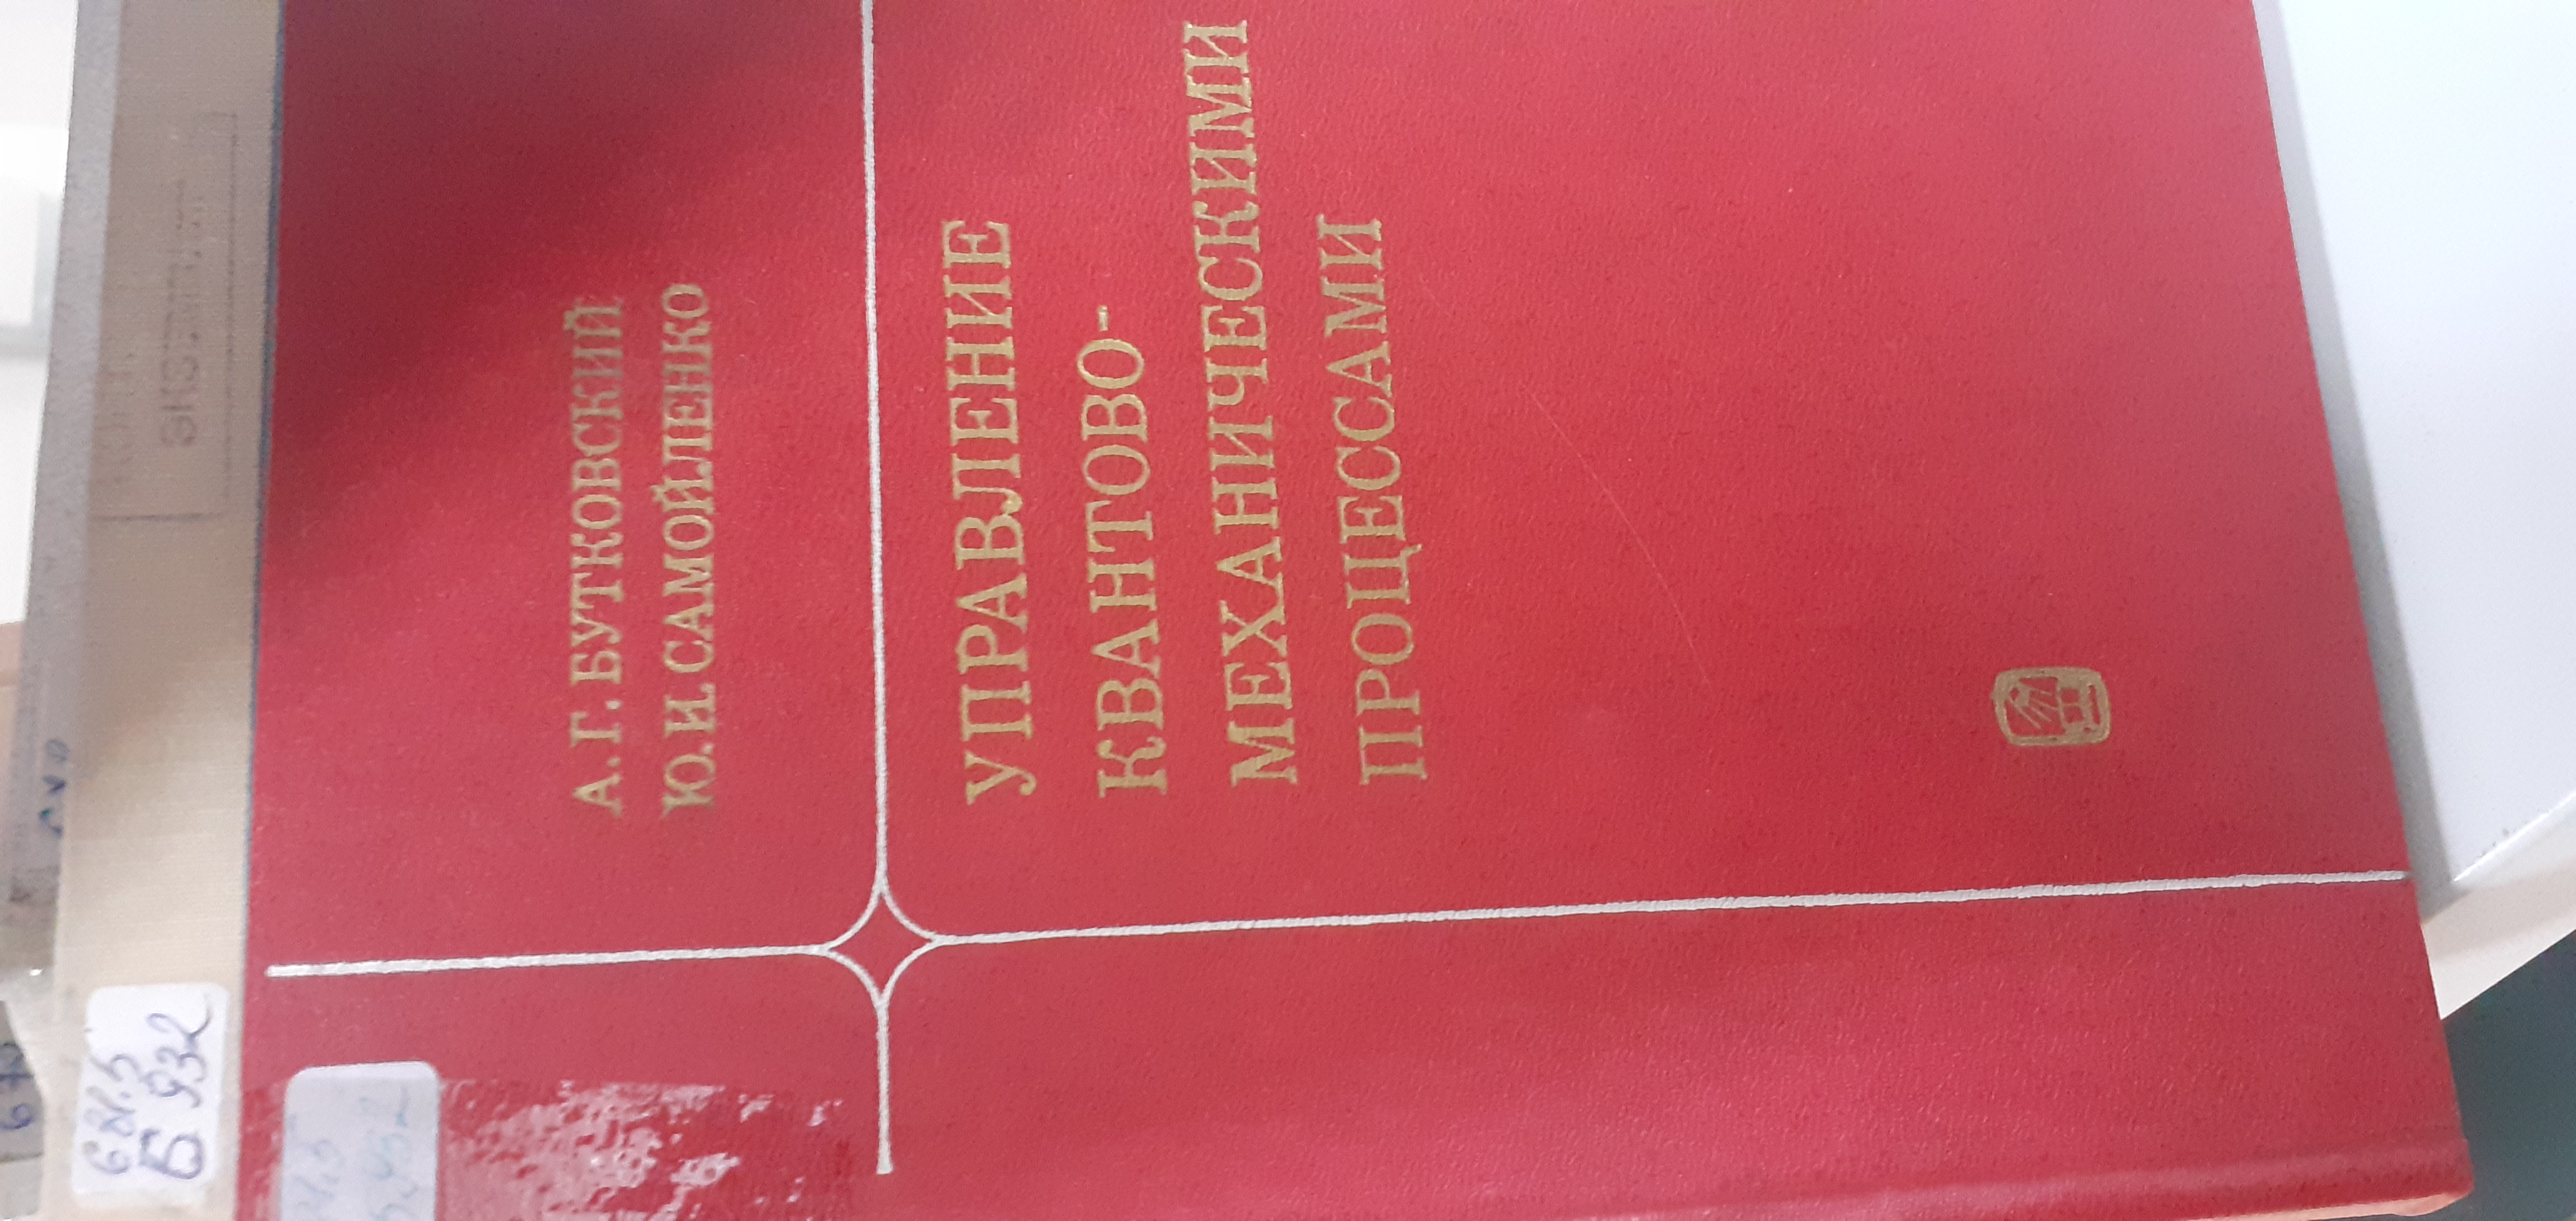 А. Г. БУТКОВСКИЙ
Ю. И. САМОЙЛЕНКО
УПРАВЛЕНИЕ
КВАНТОВО-
МЕХАНИЧЕСКИМИ
ПРОЦЕССАМИ
681.5
Б 932